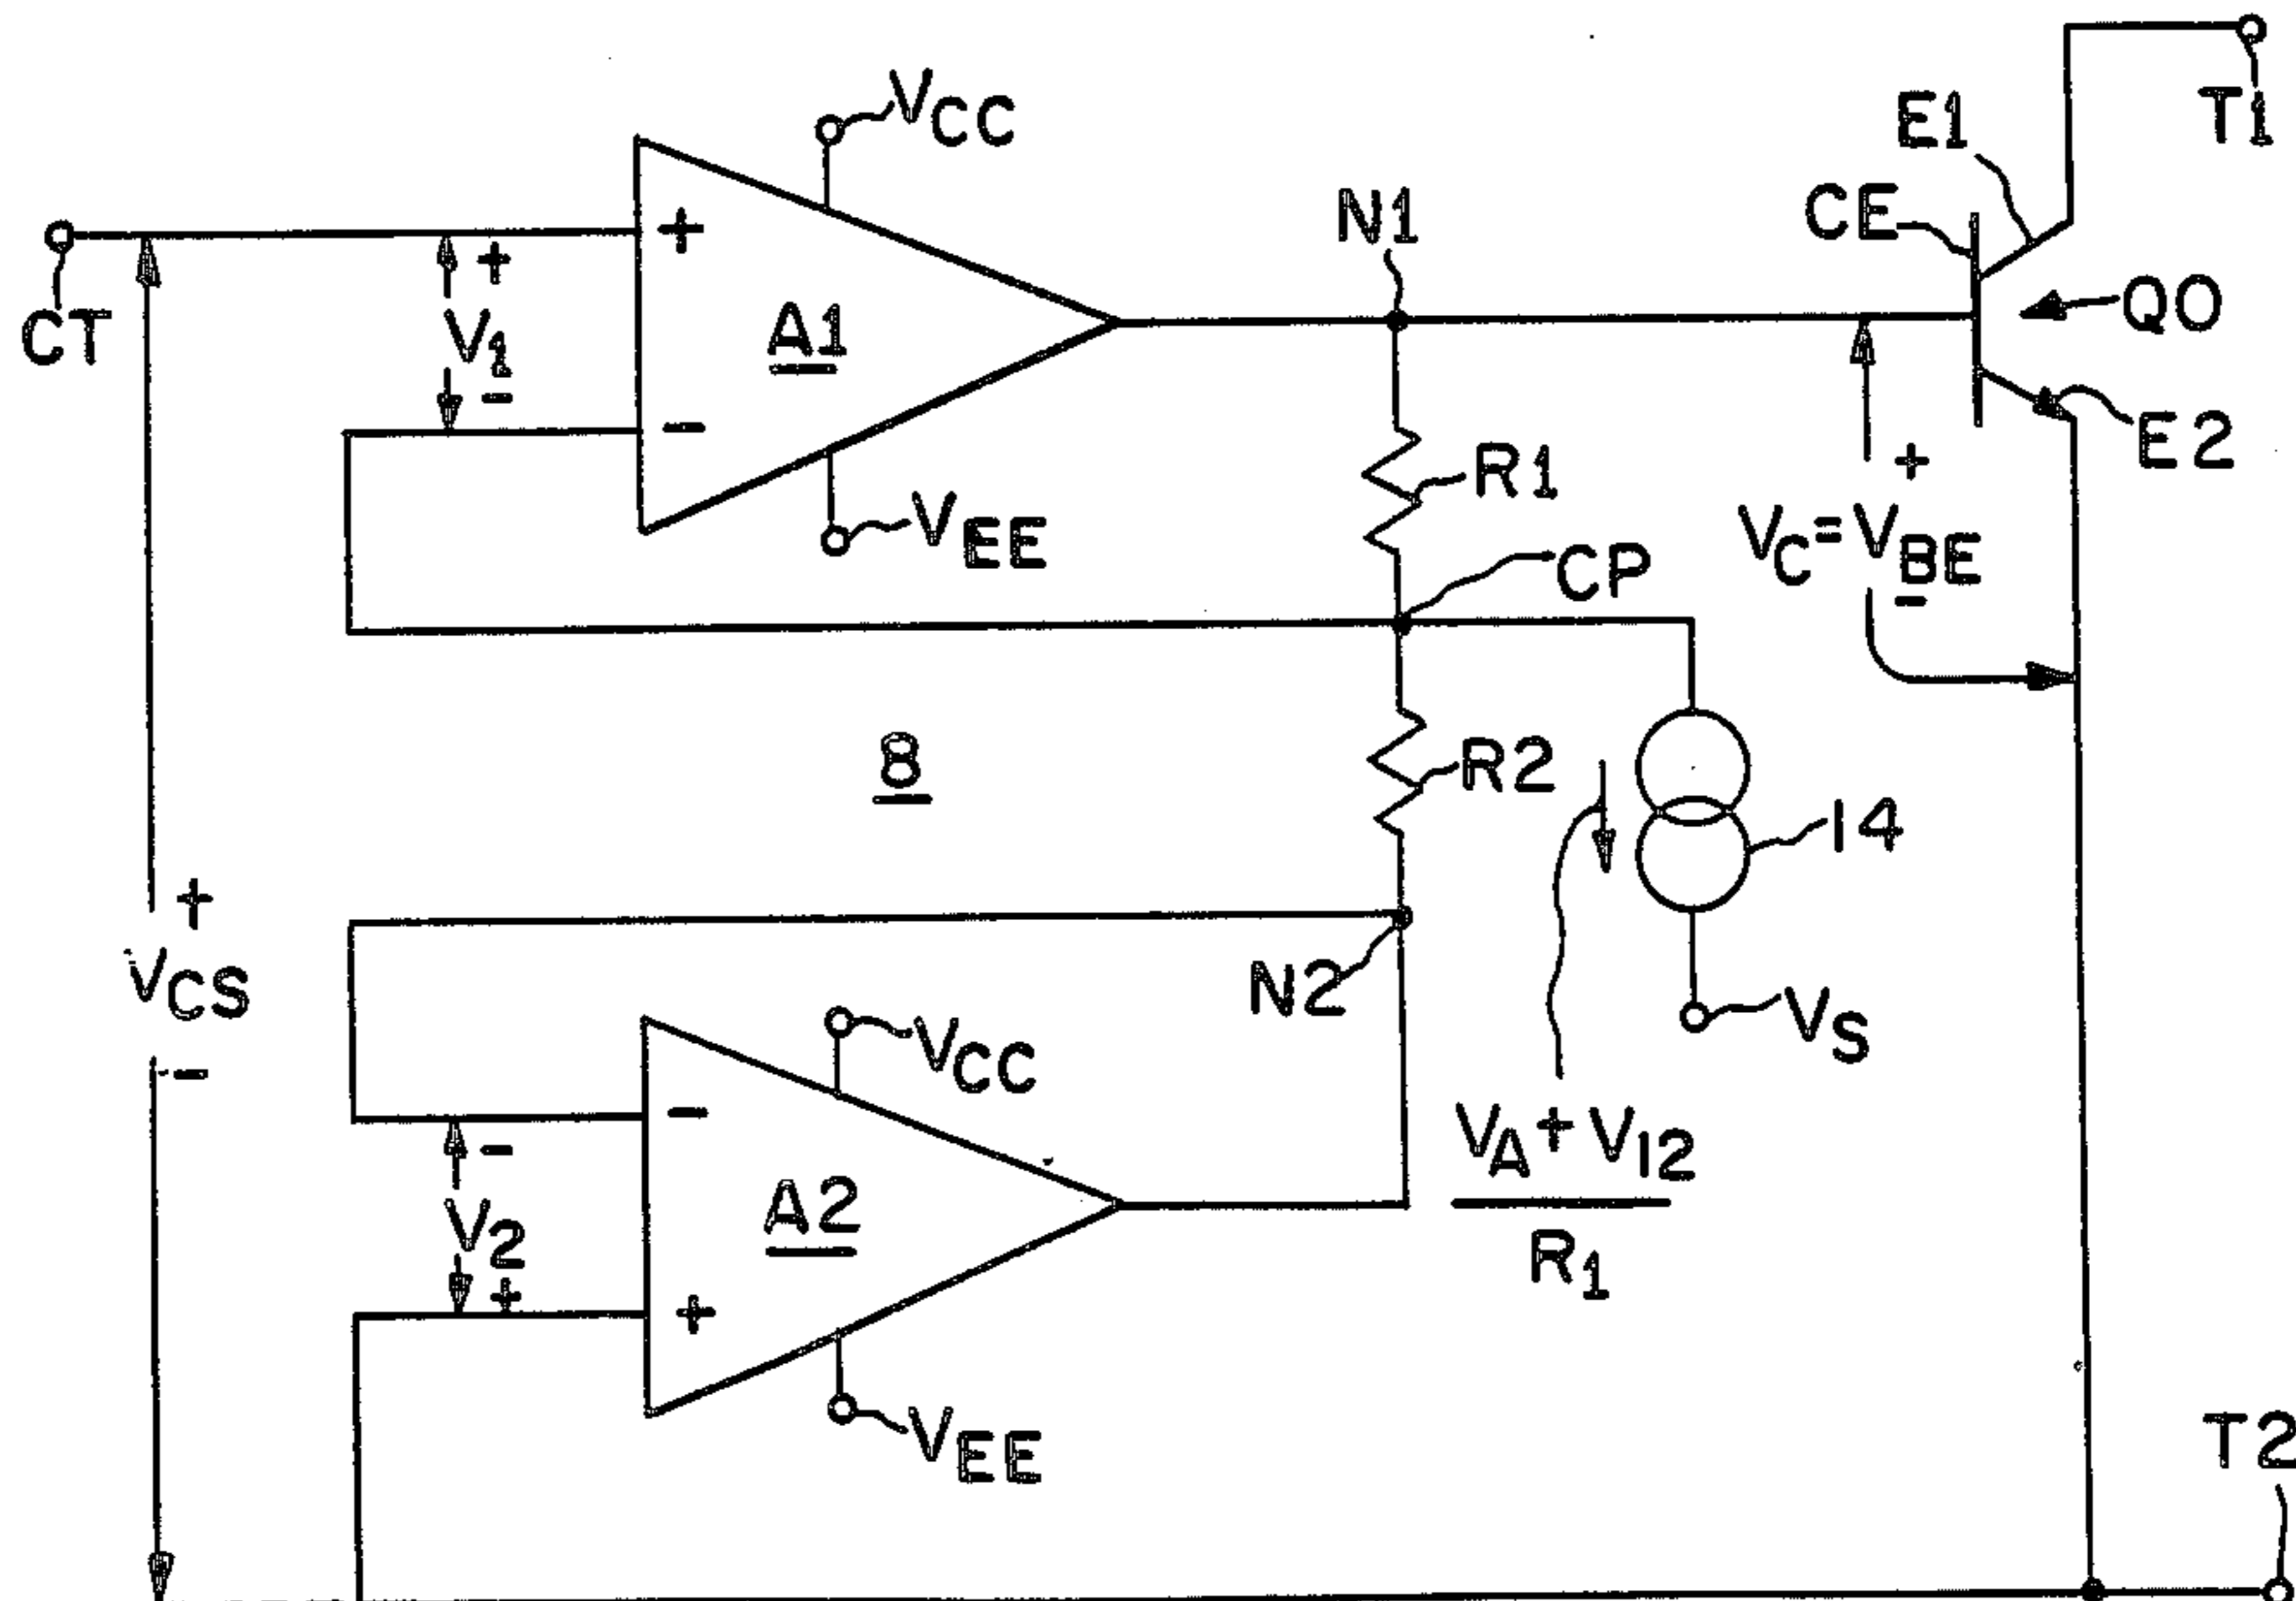 T1
E1
CE
QO
E2
VCC
+
CT
+
V1
-
-
A1
VEE
N1
R1
CP
+
VC=VBE
-
8
R2
14
+
VCS
-
N2
VS
VCC
-
-
V2
+
+
A2
VEE
VA+V12
R1
T2